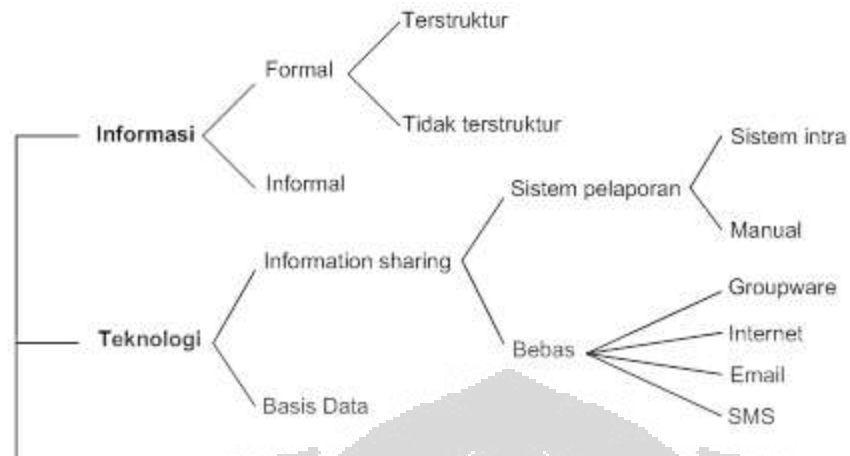 Terstruktur
Formal
Tidak terstruktur
Informasi
Informal
Sistem intra
Sistem pelaporan
Manual
Information sharing
Groupware
Teknologi
Internet
Bebas
Email
Basis Data
SMS